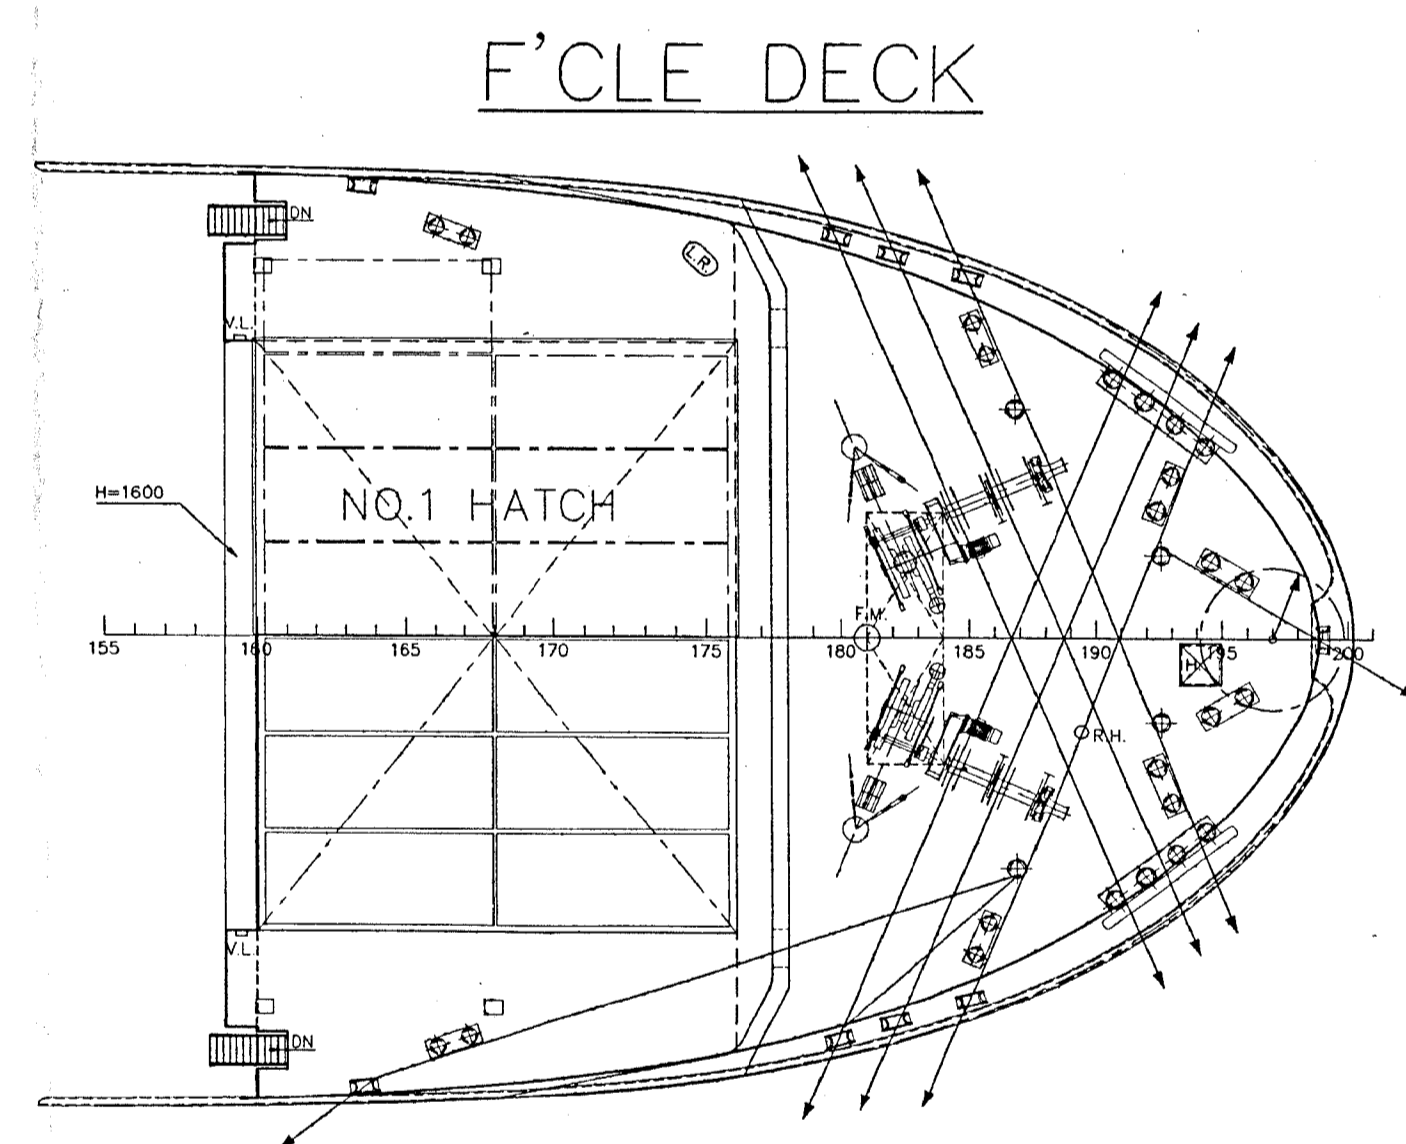 F'CLE DECK
DN
L.R.
V.L.
H=1600
NO.1 HATCH
F.M.
155 160 165 170 175 180 185 190 195 200
H.
R.H.
V.L.
DN